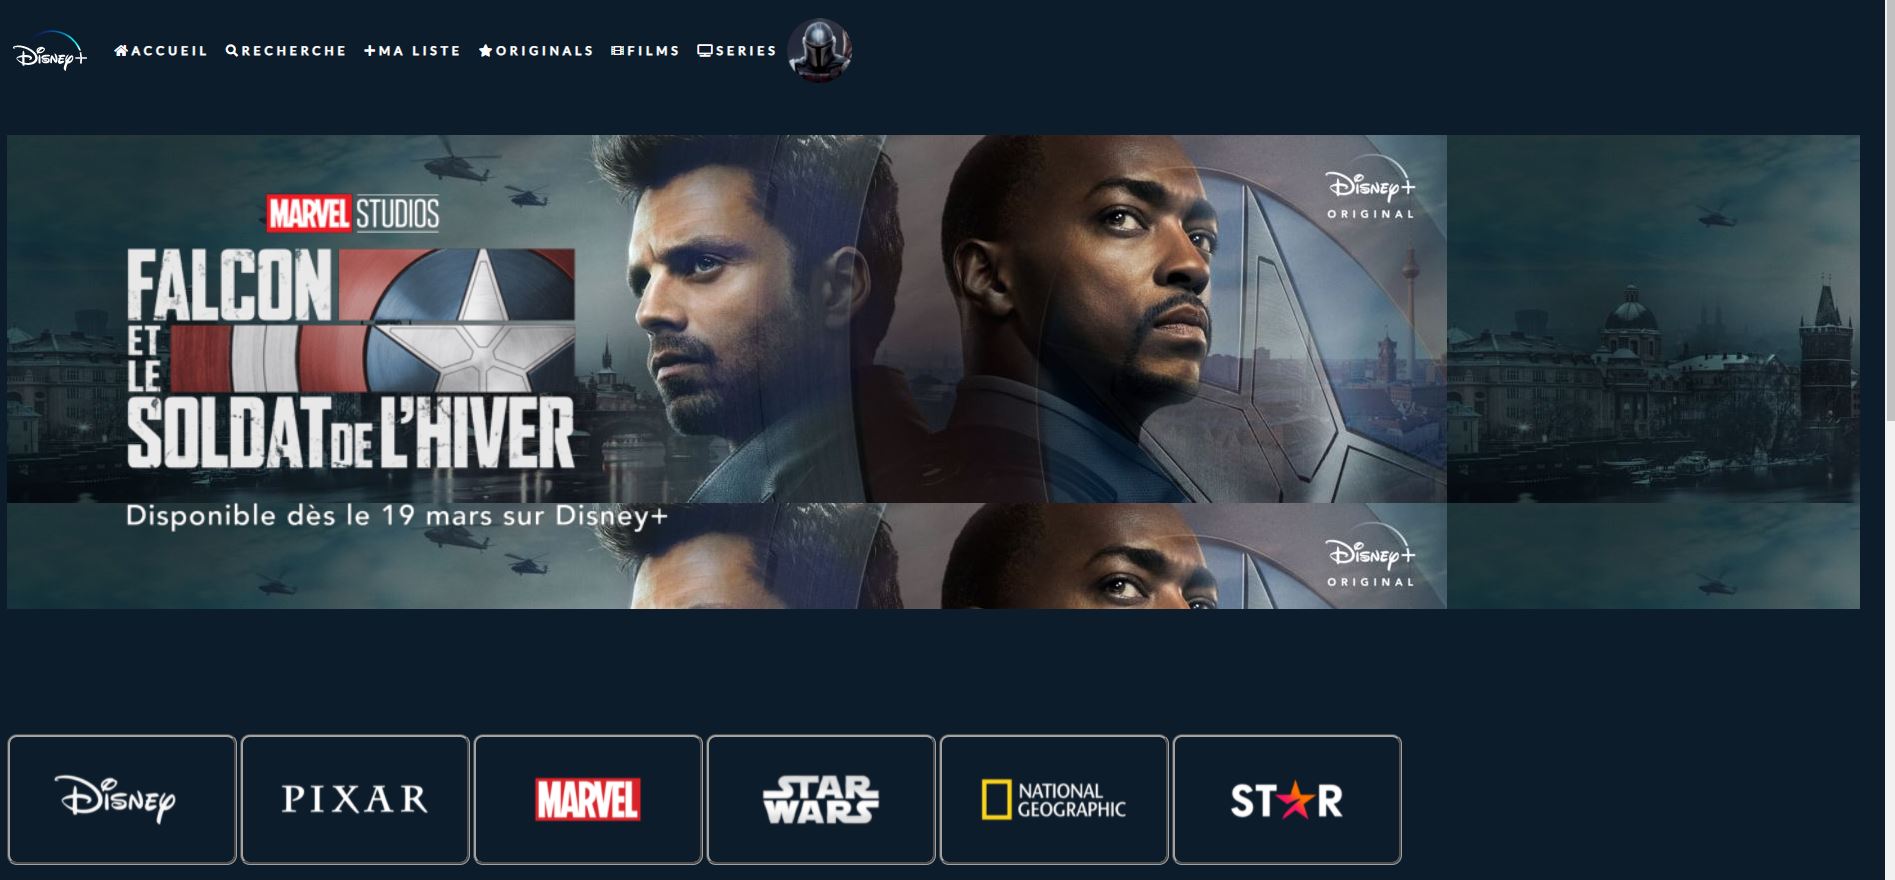 Disney+
ACCUEIL
RECHERCHE
MA LISTE
ORIGINALS
FILMS
SERIES
MARVEL STUDIOS
FALCON
ET
LE
SOLDAT DE L'HIVER
Disponible dès le 19 mars sur Disney+
Disney+
ORIGINAL
Disney+
ORIGINAL
Disney
PIXAR
MARVEL
STAR
WARS
NATIONAL
GEOGRAPHIC
STAR